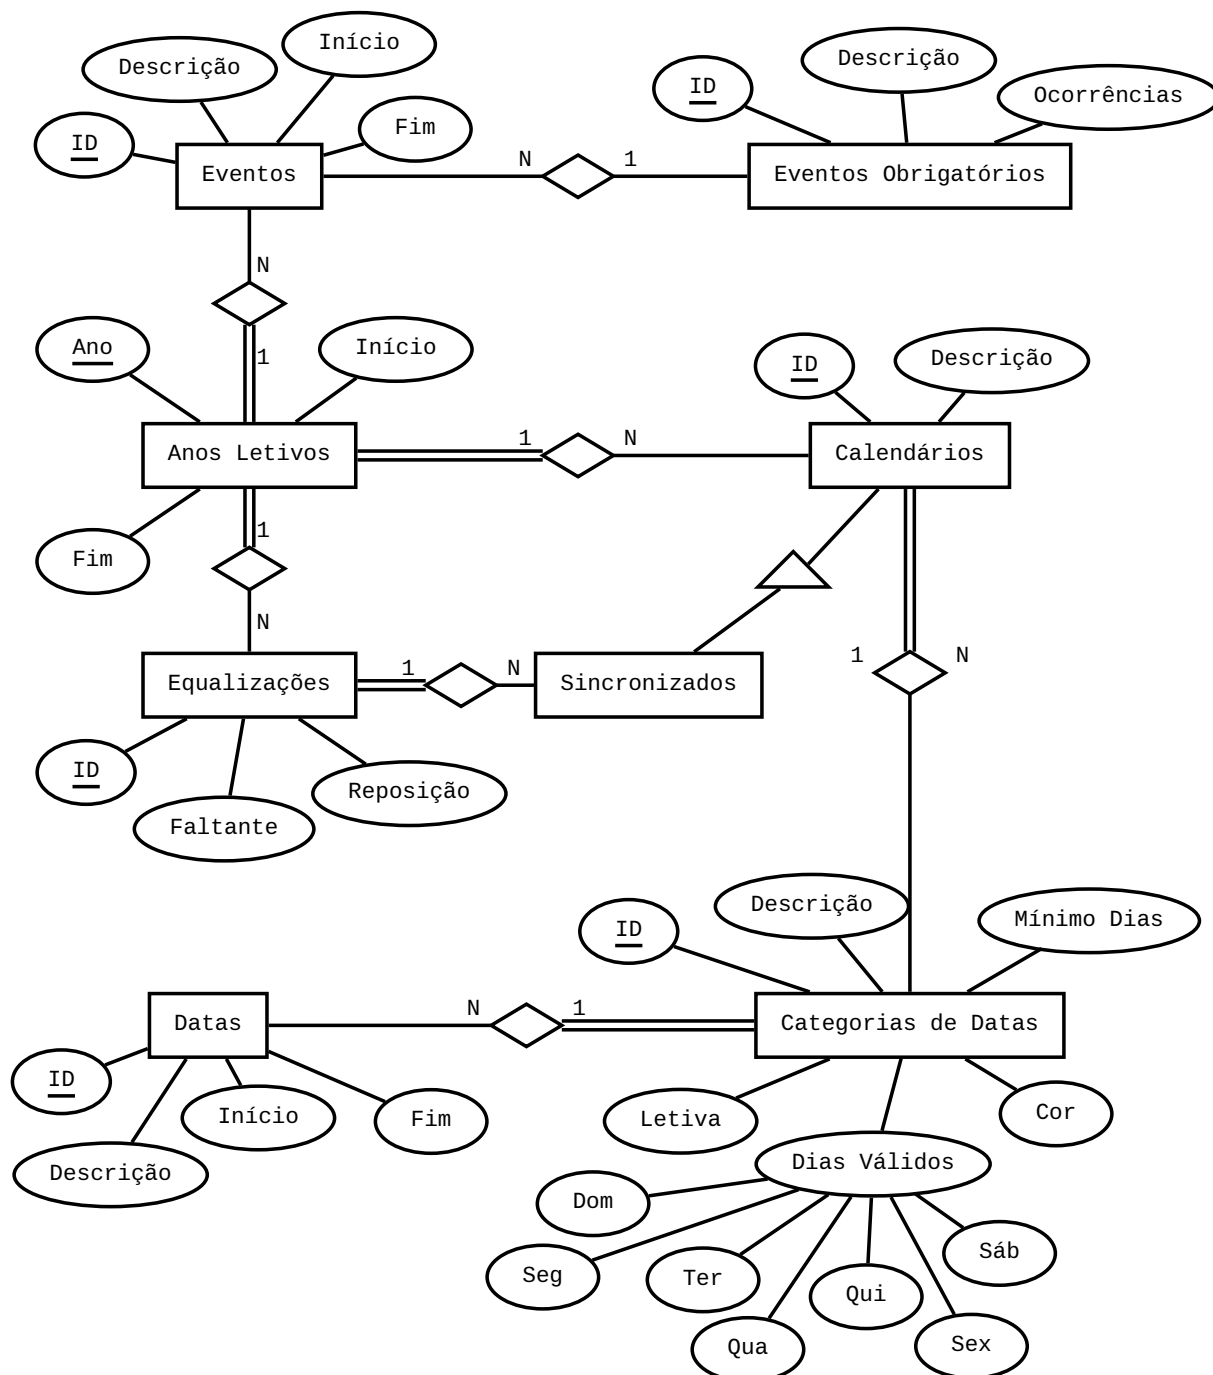 Início
Descrição
Descrição
ID
Ocorrências
ID
Fim
N
1
Eventos
Eventos Obrigatórios
N
Ano
Início
1
ID
Descrição
1
N
Anos Letivos
Calendários
1
Fim
N
1
N
1
N
Equalizações
Sincronizados
ID
Reposição
Faltante
Descrição
Mínimo Dias
ID
N
1
Datas
Categorias de Datas
ID
Início
Fim
Letiva
Cor
Descrição
Dias Válidos
Dom
Sáb
Seg
Ter
Qui
Qua
Sex